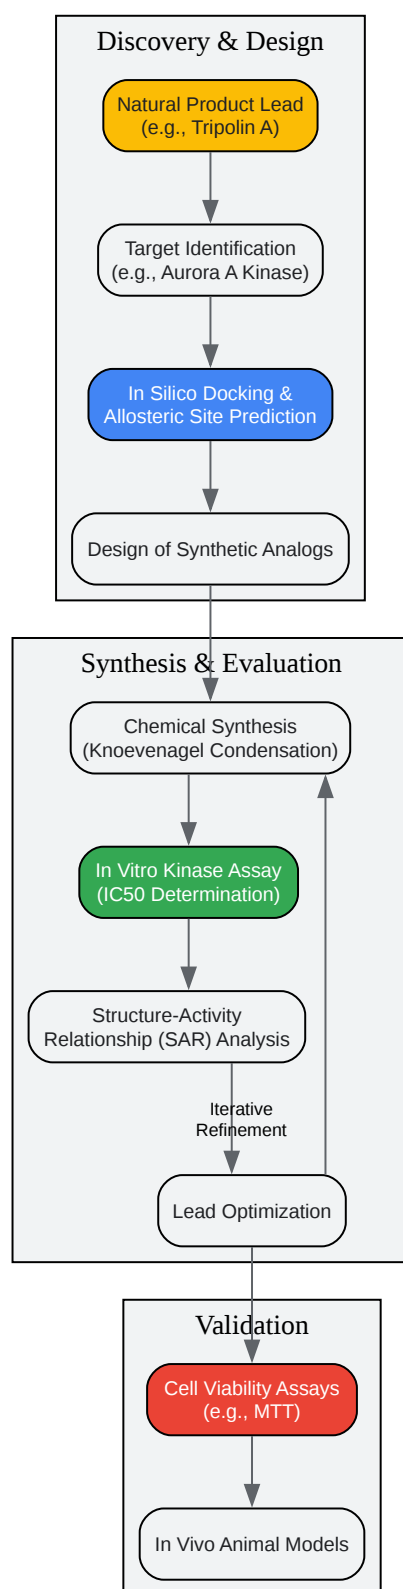 Discovery & Design
Natural Product Lead
(e.g., Tripolin A)
Target Identification
(e.g., Aurora A Kinase)
In Silico Docking &
Allosteric Site Prediction
Design of Synthetic Analogs
Synthesis & Evaluation
Chemical Synthesis
(Knoevenagel Condensation)
In Vitro Kinase Assay
(IC50 Determination)
Structure-Activity
Relationship (SAR) Analysis
Iterative
Refinement
Lead Optimization
Validation
Cell Viability Assays
(e.g., MTT)
In Vivo Animal Models